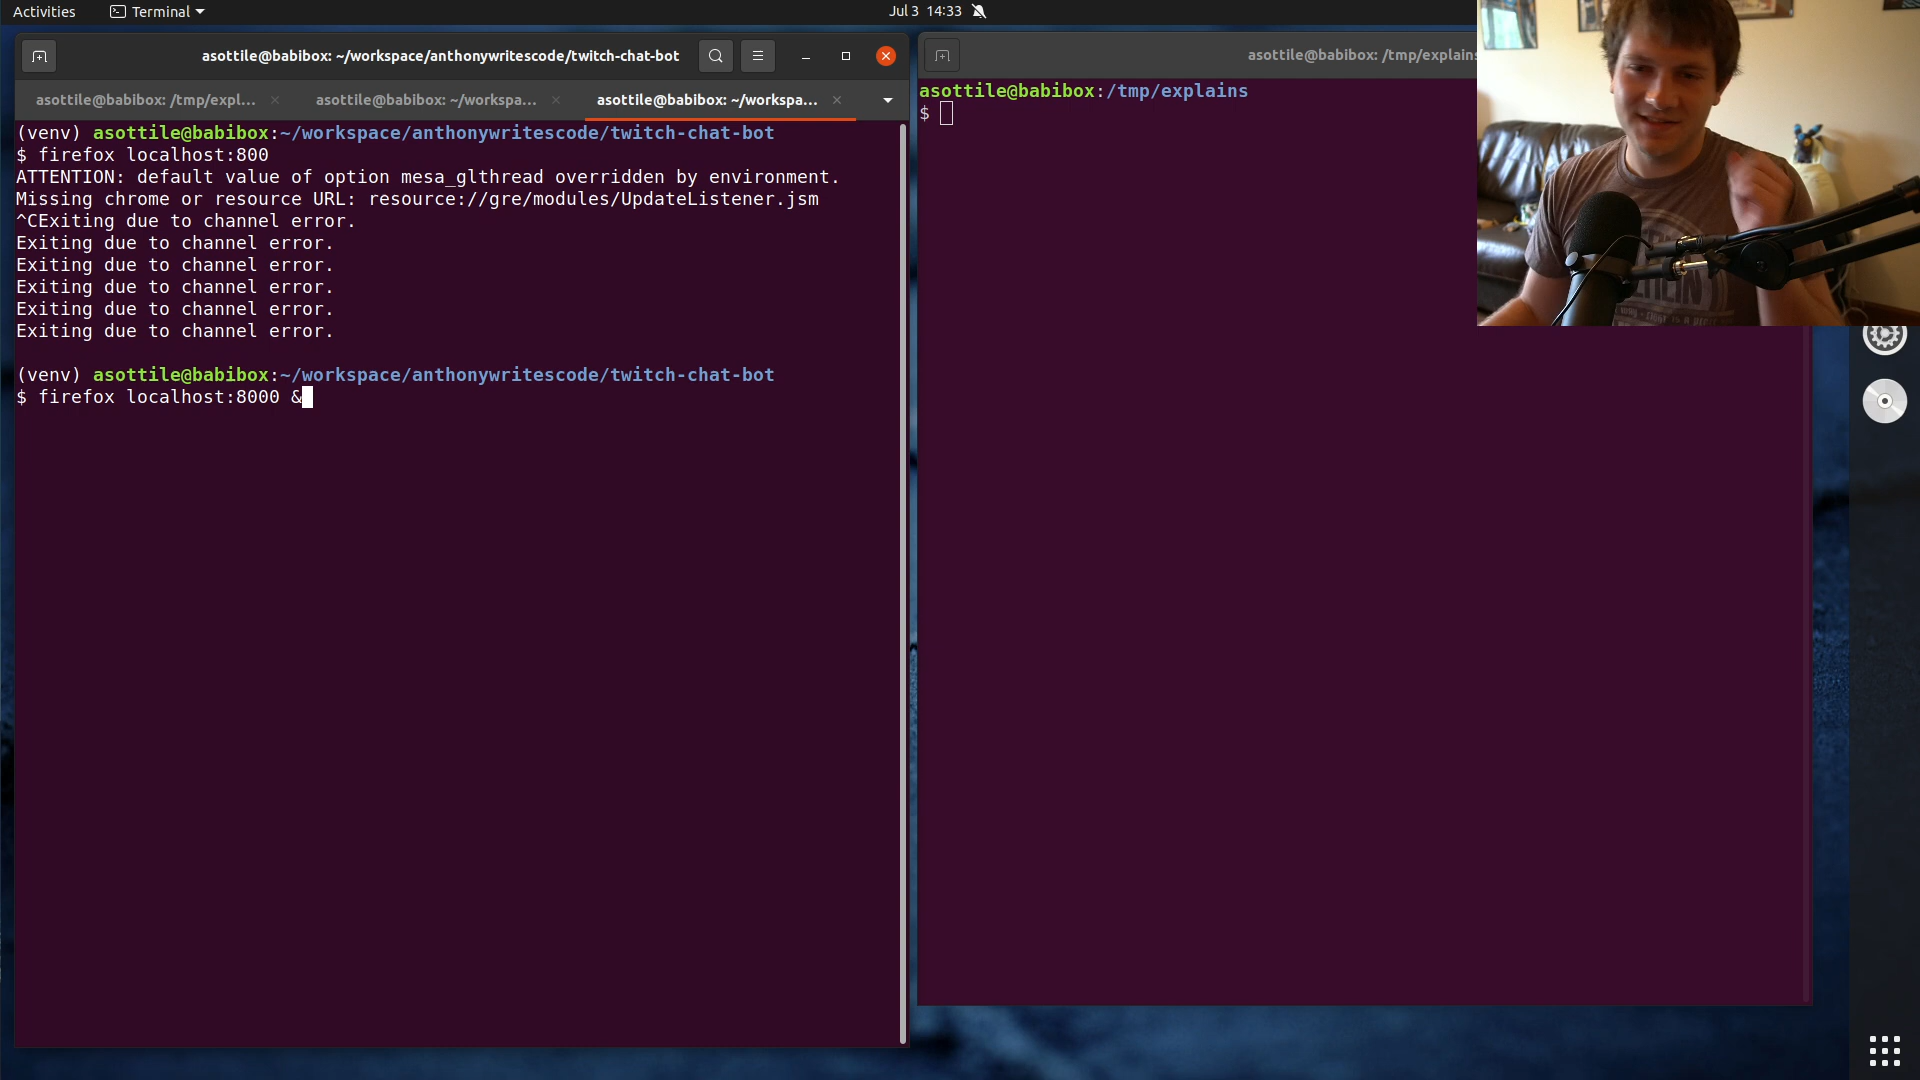 Activities
Terminal
Jul 3 14:33
asottile@babibox: ~/workspace/anthonywritescode/twitch-chat-bot
asottile@babibox: /tmp/expl...
asottile@babibox: ~/workspa...
asottile@babibox: ~/workspa...
(venv) asottile@babibox:~/workspace/anthonywritescode/twitch-chat-bot
$ firefox localhost:800
ATTENTION: default value of option mesa_glthread overridden by environment.
Missing chrome or resource URL: resource://gre/modules/UpdateListener.jsm
^CExiting due to channel error.
Exiting due to channel error.
Exiting due to channel error.
Exiting due to channel error.
Exiting due to channel error.
Exiting due to channel error.
(venv) asottile@babibox:~/workspace/anthonywritescode/twitch-chat-bot
$ firefox localhost:8000 &
asottile@babibox: /tmp/explains
asottile@babibox:/tmp/explains
$